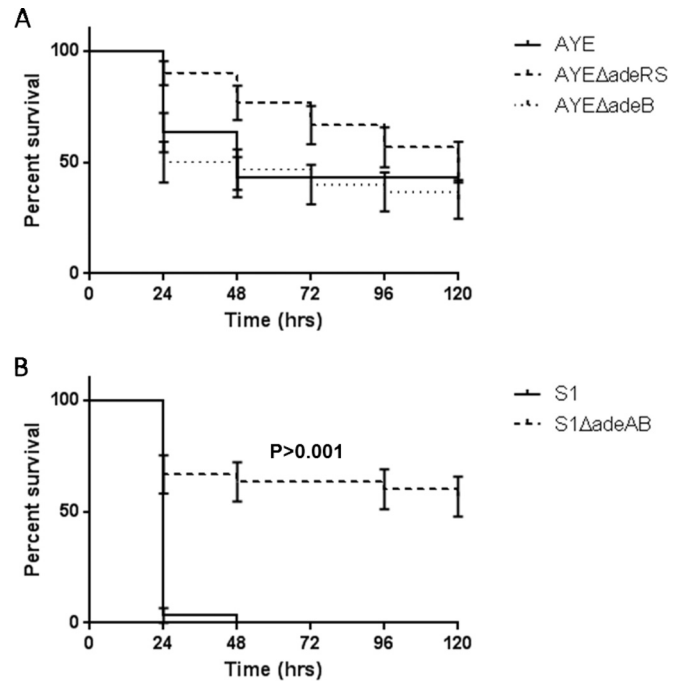 A
Percent survival
100
50
0
0 24 48 72 96 120
Time (hrs)
AYE
AYEΔadeRS
AYEΔadeB
B
Percent survival
100
50
0
P>0.001
0 24 48 72 96 120
Time (hrs)
S1
S1ΔadeAB